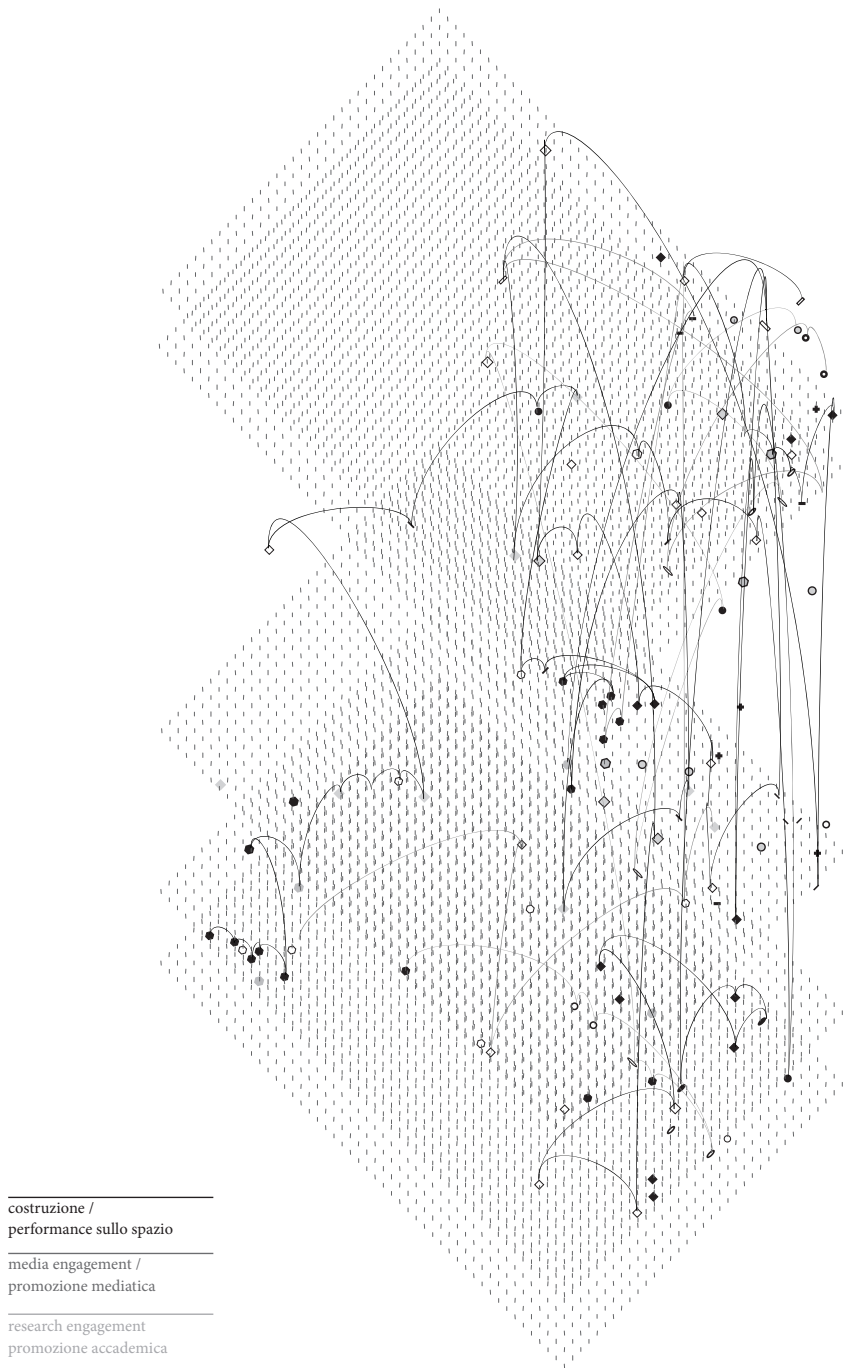 costruzione /
performance sullo spazio
media engagement /
promozione mediatica
research engagement
promozione accademica